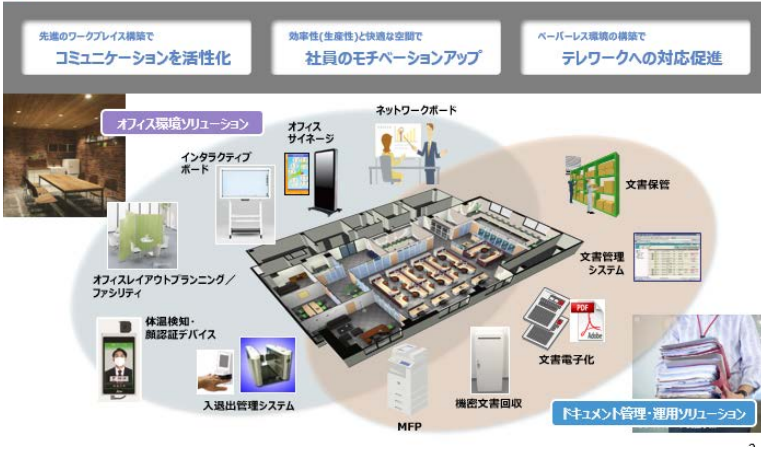 先進のワークプレイス構築で
コミュニケーションを活性化
効率性(生産性)と快適な空間で
社員のモチベーションアップ
ペーパーレス環境の構築で
テレワークへの対応促進
オフィス環境ソリューション
ネットワークボード
オフィス
サイネージ
インタラクティブ
ボード
文書保管
文書管理
システム
オフィスレイアウトプランニング／
ファシリティ
体温検知・
顔認証デバイス
PDF
Adobe
文書電子化
入退出管理システム
機密文書回収
MFP
ドキュメント管理・運用ソリューション